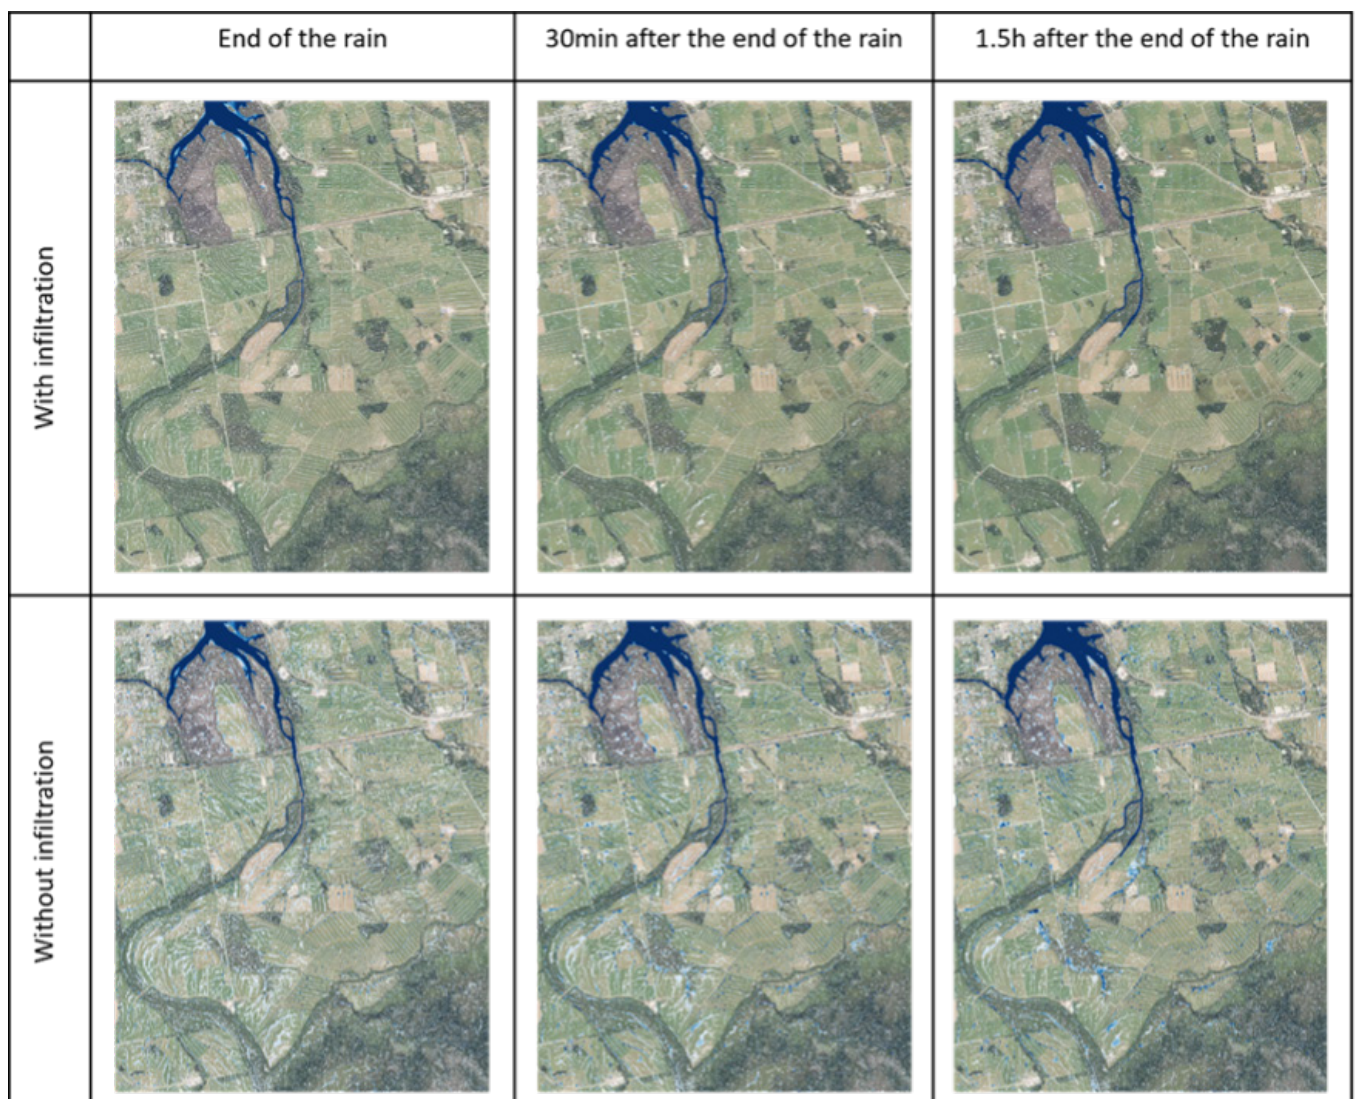 End of the rain
30min after the end of the rain
1.5h after the end of the rain
With infiltration
Without infiltration